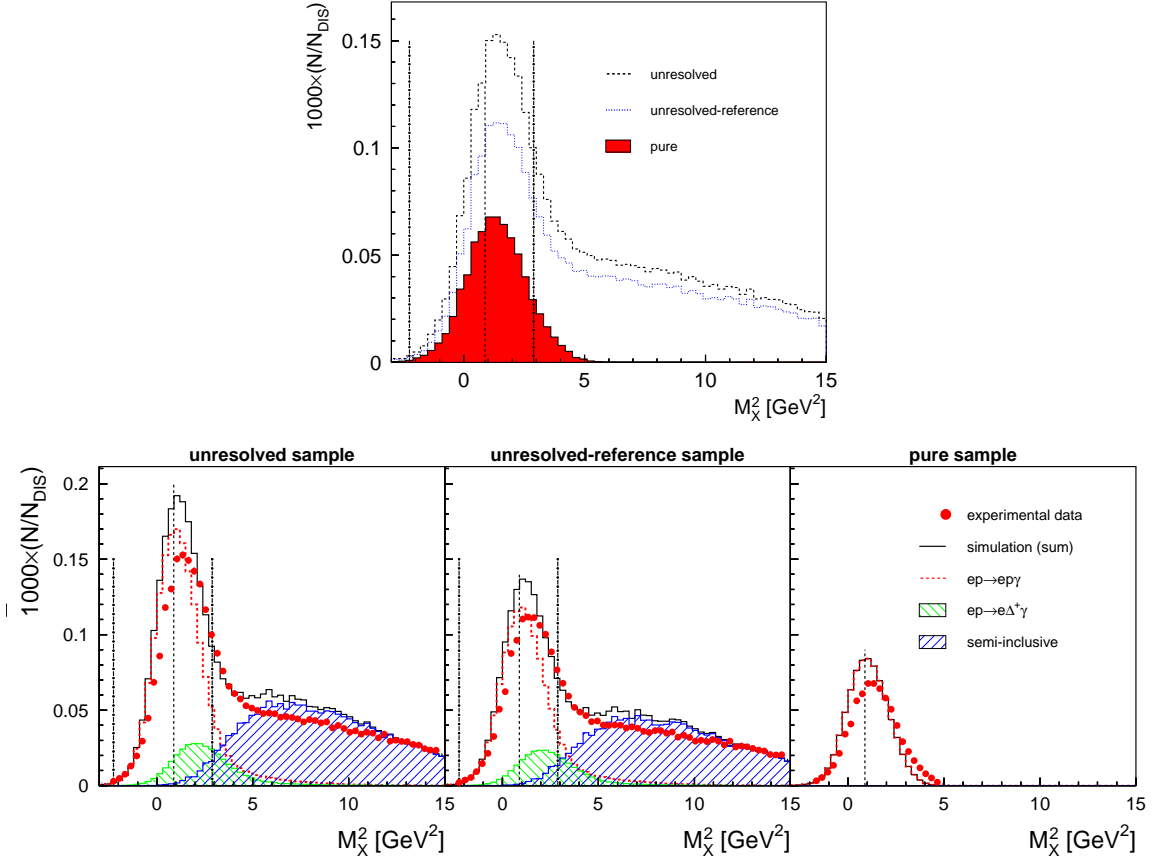 1000×(N/N_DIS)
0.15
0.1
0.05
0
unresolved
unresolved-reference
pure
0 5 10 15
M_X^2 [GeV^2]
unresolved sample unresolved-reference sample pure sample
1000×(N/N_DIS)
0.2
0.15
0.1
0.05
0
experimental data
simulation (sum)
ep→epγ
ep→eΔ^+γ
semi-inclusive
0 5 10 15 0 5 10 15 0 5 10 15
M_X^2 [GeV^2] M_X^2 [GeV^2] M_X^2 [GeV^2]